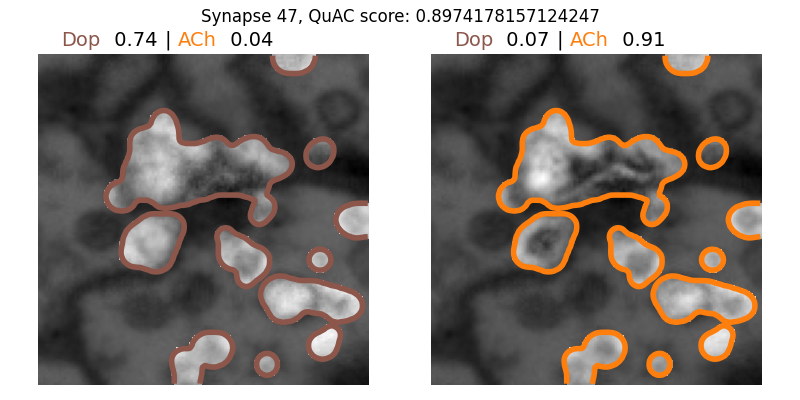 Synapse 47, QuAC score: 0.8974178157124247
Dop 0.74 | ACh 0.04
Dop 0.07 | ACh 0.91